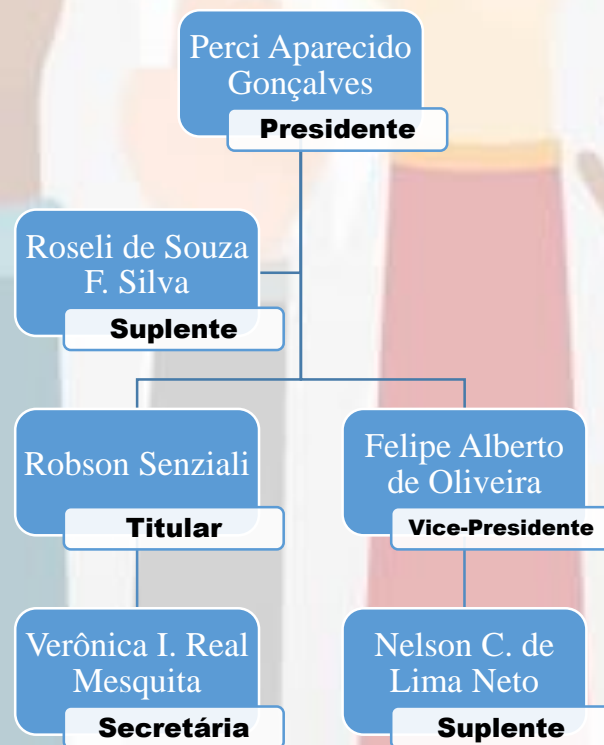 Perci Aparecido
Gonçalves
Presidente
Roseli de Souza
F. Silva
Suplente
Robson Senziali
Titular
Felipe Alberto
de Oliveira
Vice-Presidente
Verônica I. Real
Mesquita
Secretária
Nelson C. de
Lima Neto
Suplente